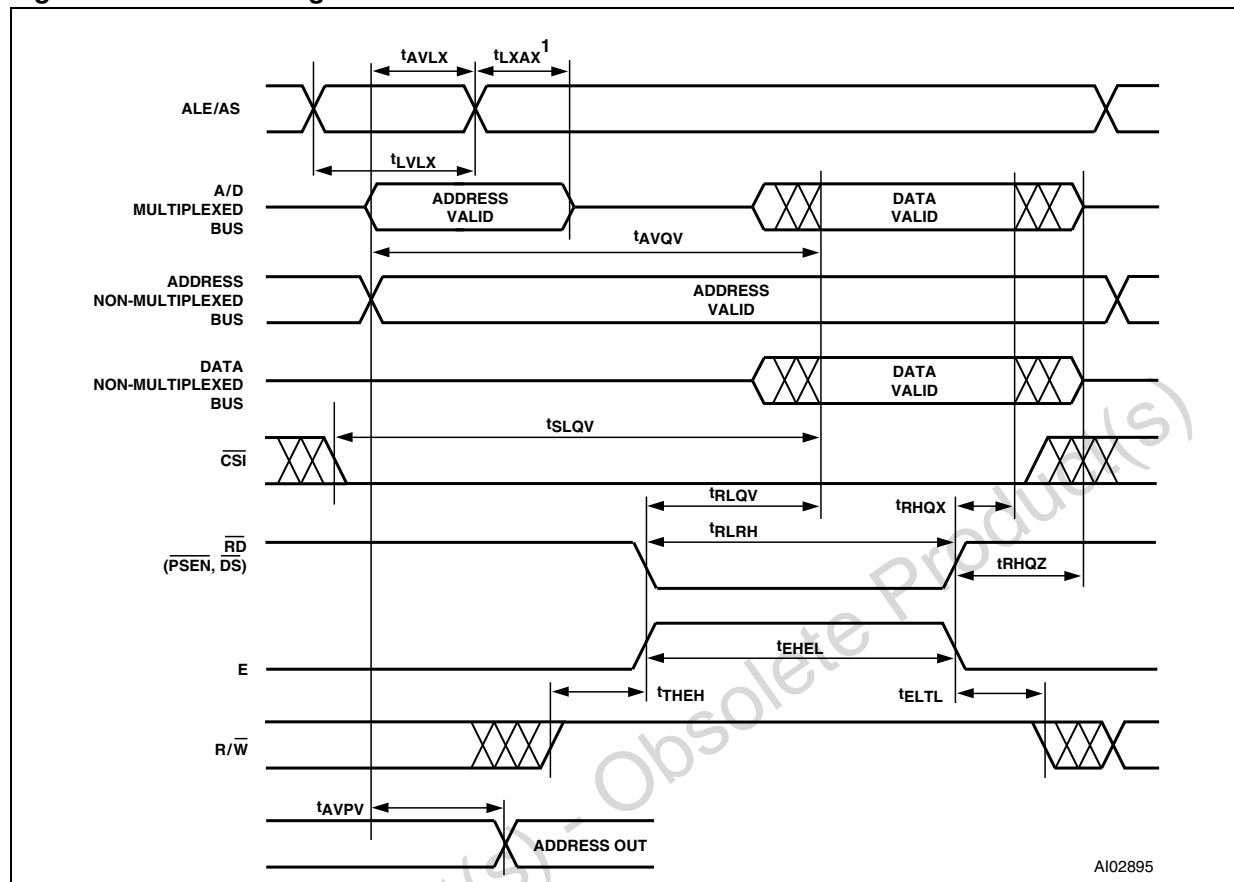 tAVLX tLXAX1
ALE/AS
tLVLX
A/D
MULTIPLEXED
BUS
ADDRESS
VALID
DATA
VALID
tAVQV
ADDRESS
NON-MULTIPLEXED
BUS
ADDRESS
VALID
DATA
NON-MULTIPLEXED
BUS
DATA
VALID
tSLQV
CSI
tRLQV
tRHQX
tRLRH
RD
(PSEN, DS)
tRHQZ
tEHEL
E
tTHEH
tELTL
R/W
tAVPV
ADDRESS OUT
AI02895
(s) - Obsolete Product(s)